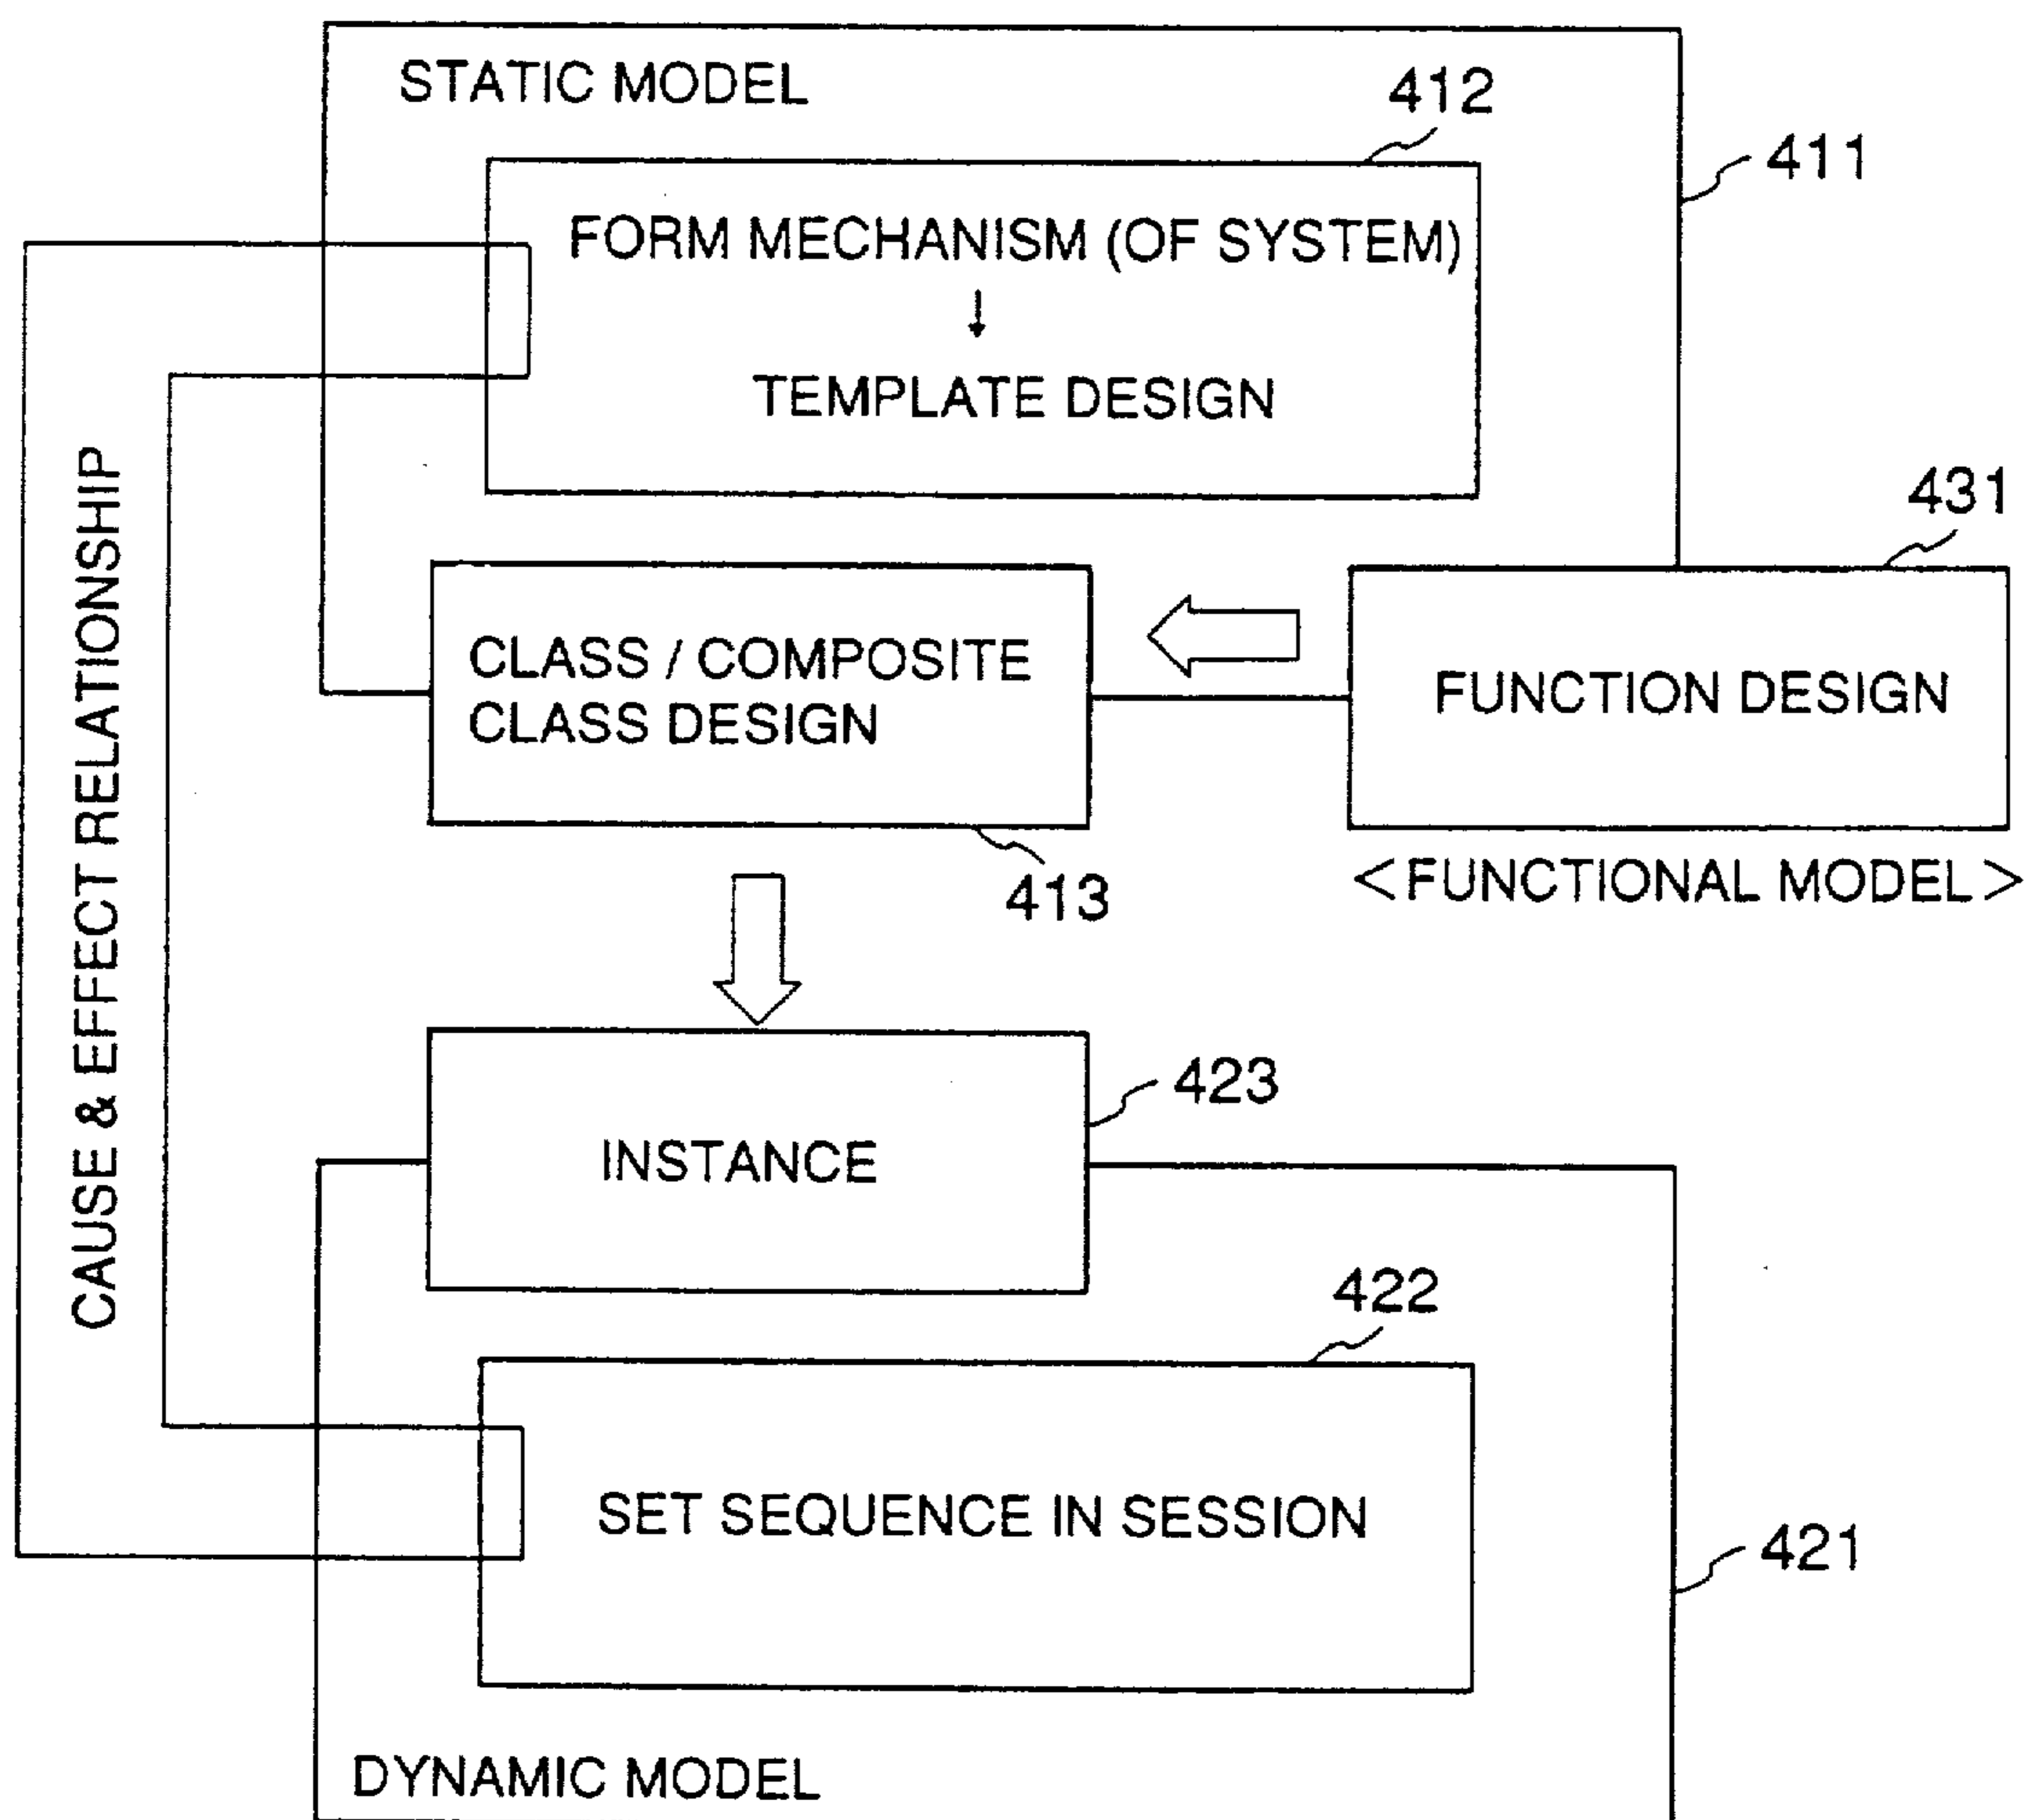 STATIC MODEL
412
411
FORM MECHANISM (OF SYSTEM)
TEMPLATE DESIGN
431
CLASS / COMPOSITE
CLASS DESIGN
FUNCTION DESIGN
413
<FUNCTIONAL MODEL>
CAUSE & EFFECT RELATIONSHIP
423
INSTANCE
422
SET SEQUENCE IN SESSION
421
DYNAMIC MODEL